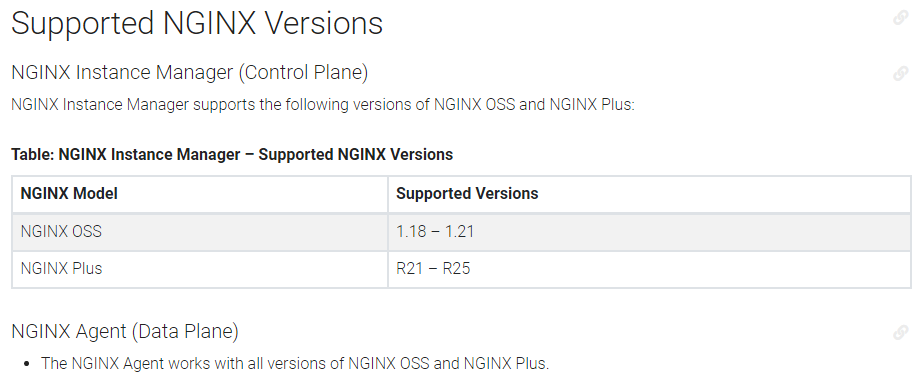 Supported NGINX Versions
NGINX Instance Manager (Control Plane)
NGINX Instance Manager supports the following versions of NGINX OSS and NGINX Plus:
Table: NGINX Instance Manager – Supported NGINX Versions
NGINX Model Supported Versions
NGINX OSS 1.18 – 1.21
NGINX Plus R21 – R25
NGINX Agent (Data Plane)
• The NGINX Agent works with all versions of NGINX OSS and NGINX Plus.